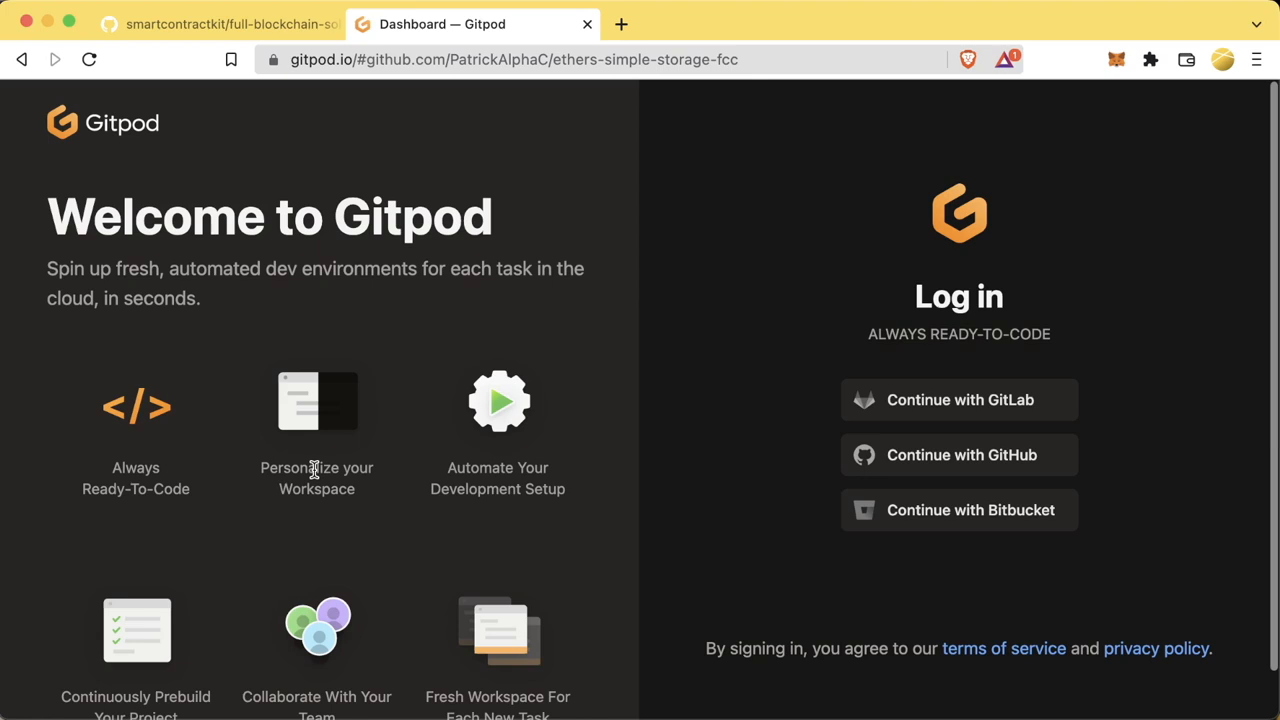 smartcontractkit/full-blockchain-so
Dashboard — Gitpod
gitpod.io/#github.com/PatrickAlphaC/ethers-simple-storage-fcc
1
Gitpod
Welcome to Gitpod
Spin up fresh, automated dev environments for each task in the
cloud, in seconds.
</>
Always
Ready-To-Code
Personalize your
Workspace
Automate Your
Development Setup
Continuously Prebuild
Your Project
Collaborate With Your
Team
Fresh Workspace For
Each New Task
Log in
ALWAYS READY-TO-CODE
Continue with GitLab
Continue with GitHub
Continue with Bitbucket
By signing in, you agree to our terms of service and privacy policy.